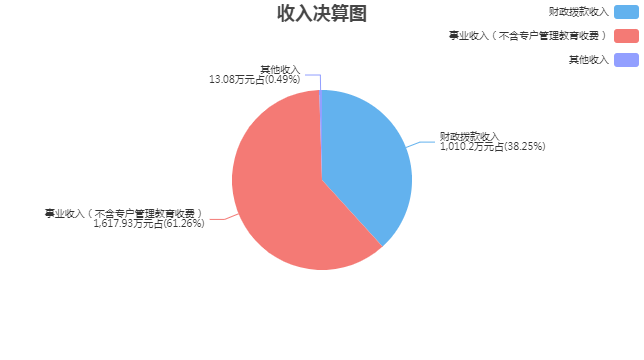 收入决算图
财政拨款收入
事业收入（不含专户管理教育收费）
其他收入
其他收入
13.08万元占(0.49%)
财政拨款收入
1,010.2万元占(38.25%)
事业收入（不含专户管理教育收费）
1,617.93万元占(61.26%)